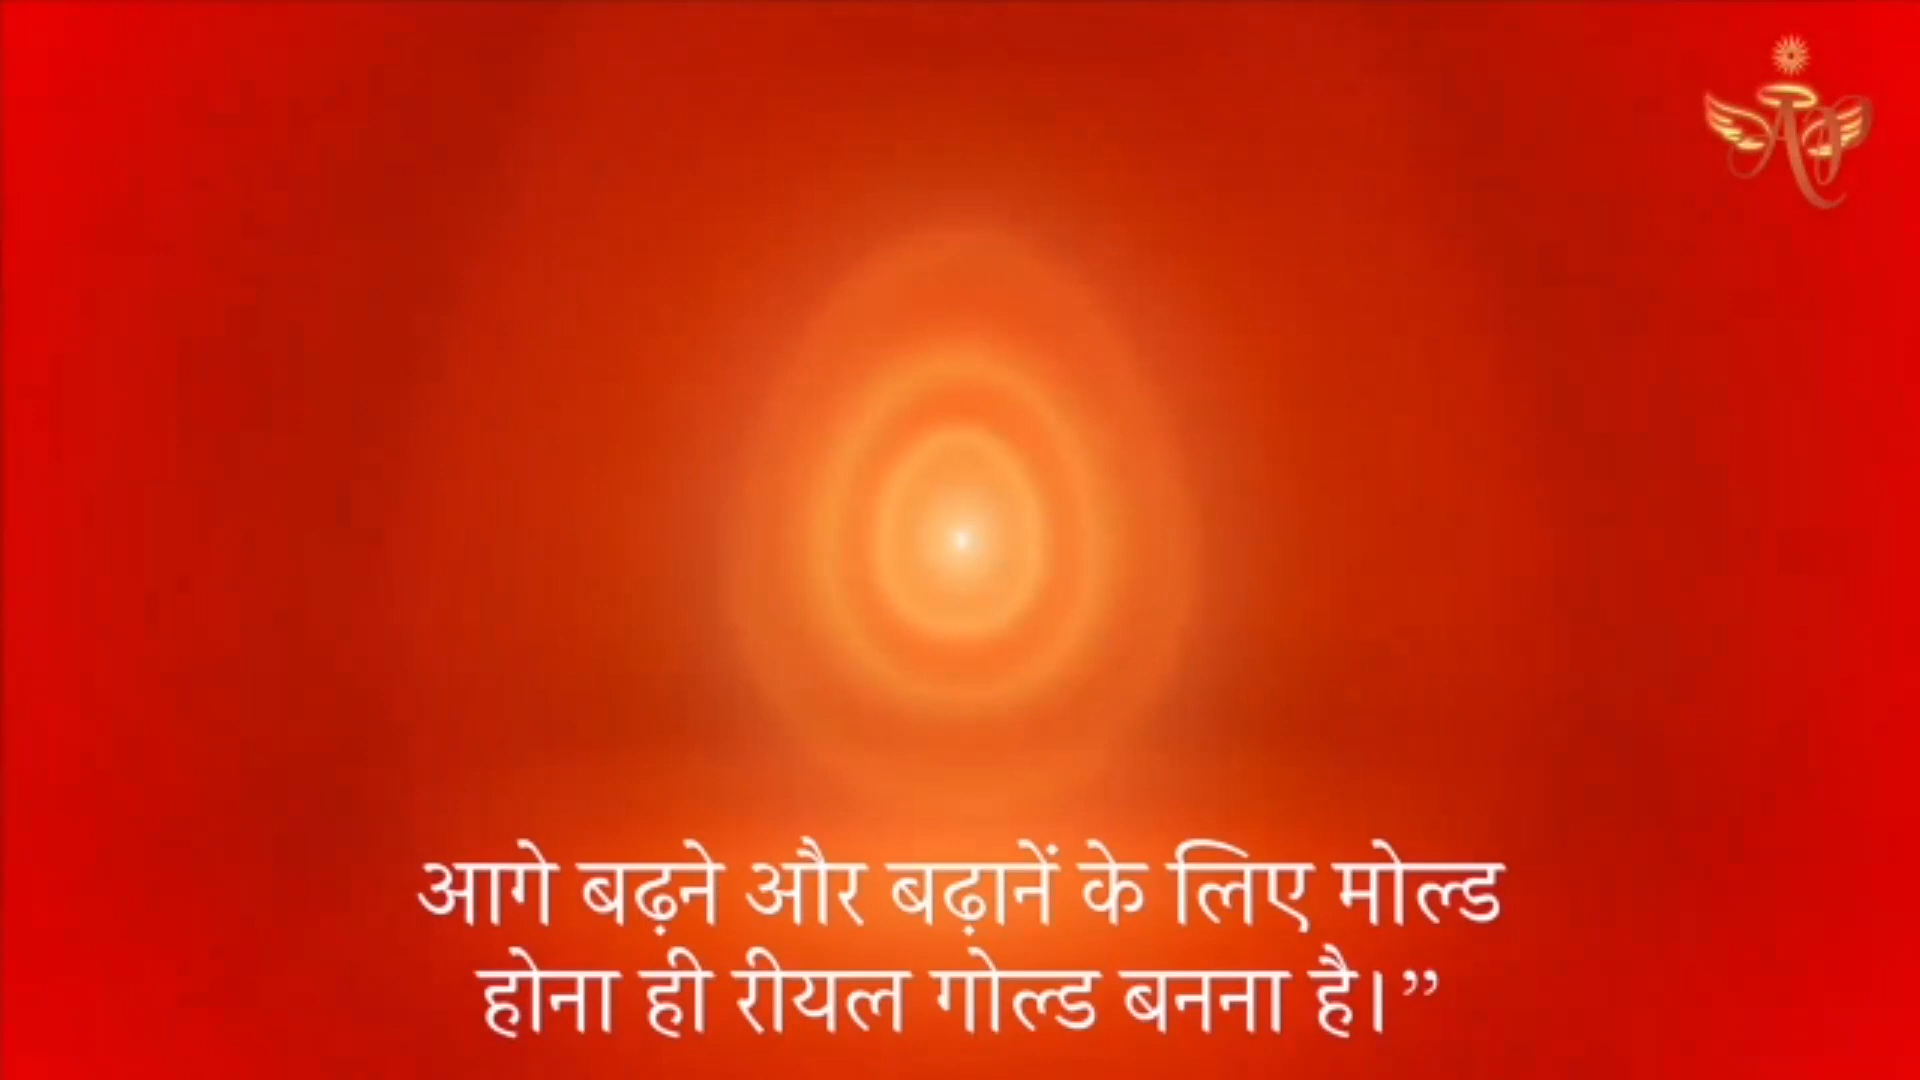 आगे बढ़ने और बढ़ानें के लिए मोल्ड
होना ही रीयल गोल्ड बनना है।”